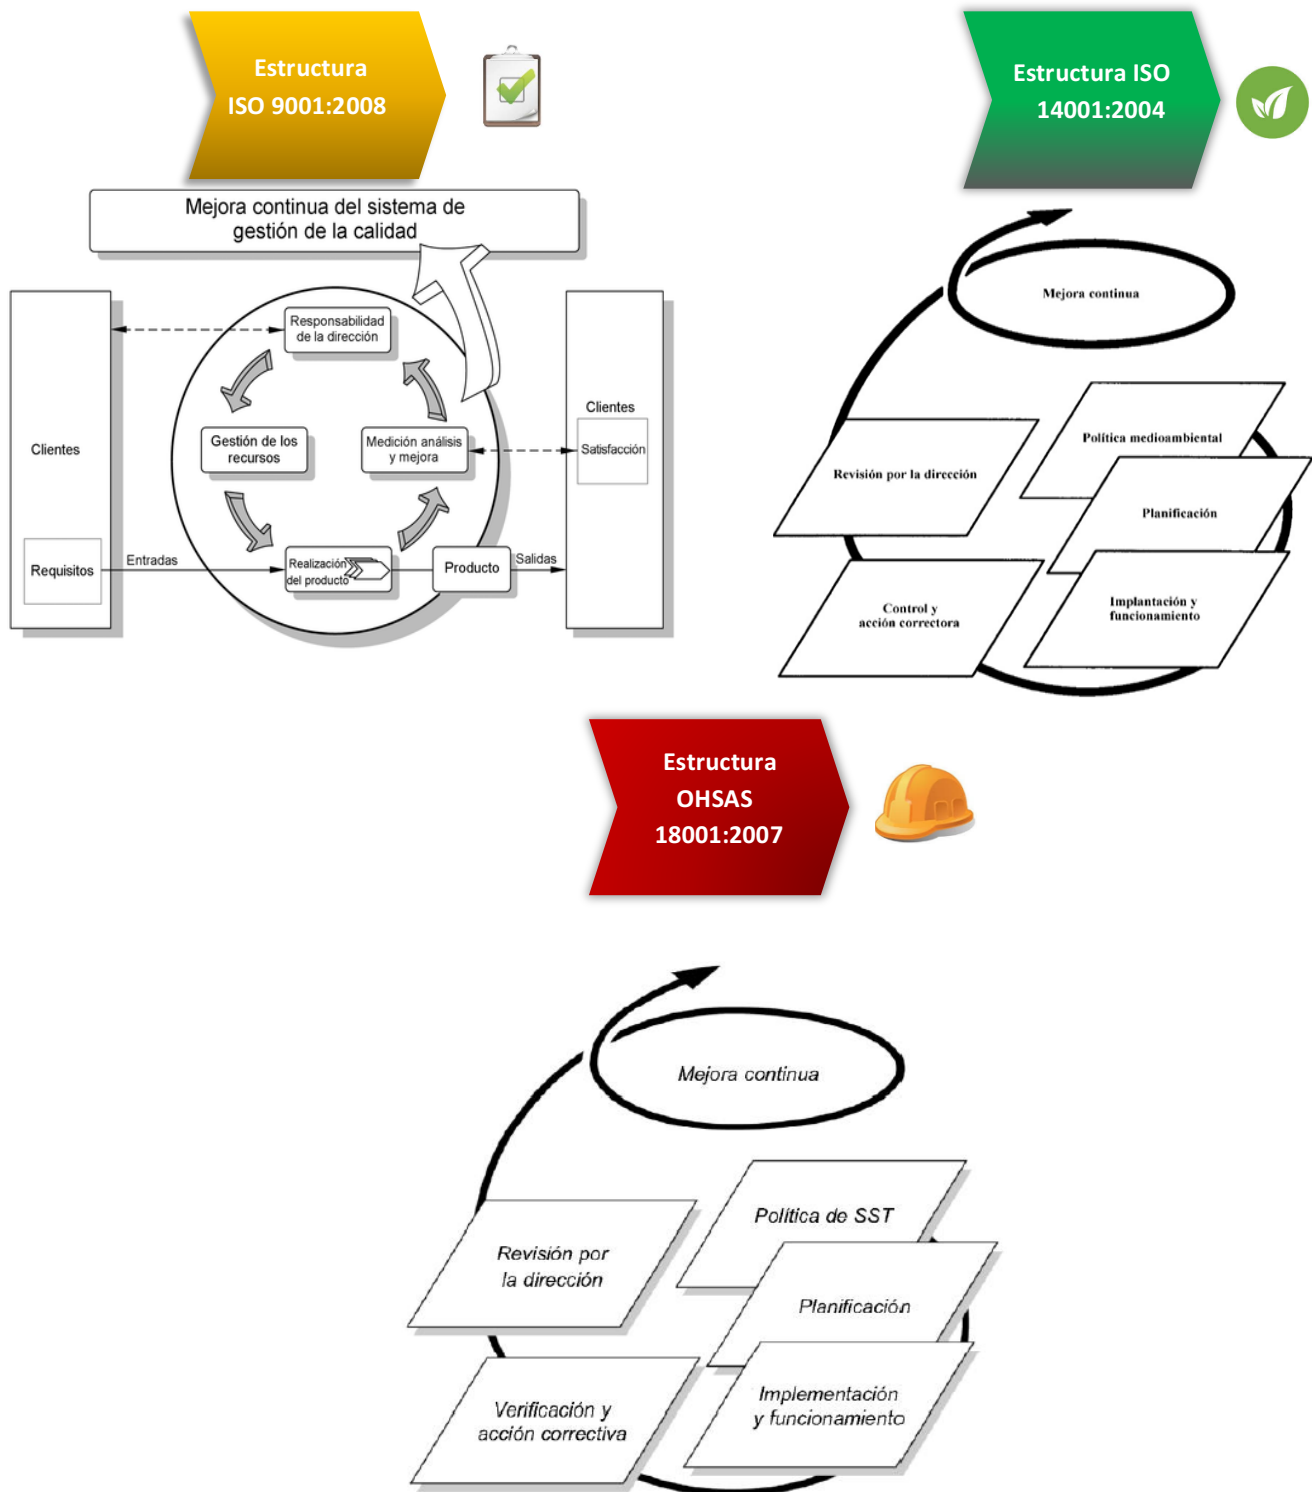 Estructura
ISO 9001:2008
Estructura ISO
14001:2004
Mejora continua del sistema de
gestión de la calidad
Responsabilidad
de la dirección
Clientes
Gestión de los
recursos
Medición análisis
y mejora
Clientes
Satisfacción
Requisitos
Entradas
Realización
del producto
Producto
Salidas
Mejora continua
Política medioambiental
Revisión por la dirección
Planificación
Control y
acción correctora
Implantación y
funcionamiento
Estructura
OHSAS
18001:2007
Mejora continua
Política de SST
Revisión por
la dirección
Planificación
Implementación
y funcionamiento
Verificación y
acción correctiva